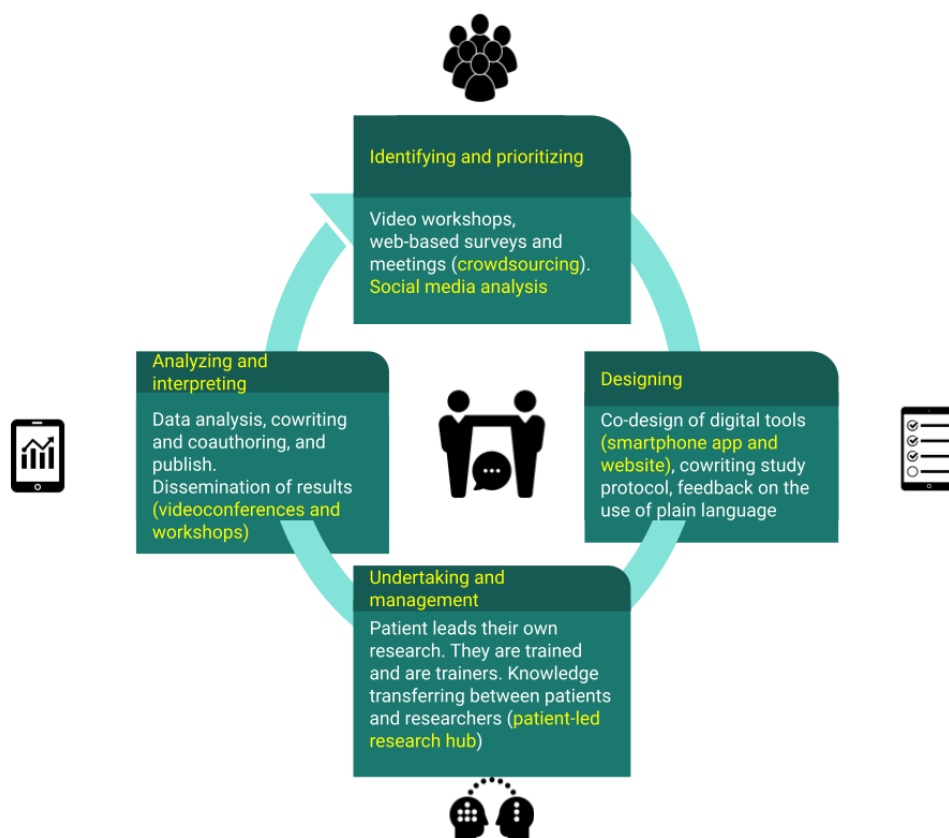 Identifying and prioritizing
Video workshops,
web-based surveys and
meetings (crowdsourcing).
Social media analysis
Designing
Co-design of digital tools
(smartphone app and
website), cowriting study
protocol, feedback on the
use of plain language
Undertaking and
management
Patient leads their own
research. They are trained
and are trainers. Knowledge
transferring between patients
and researchers (patient-led
research hub)
Analyzing and
interpreting
Data analysis, cowriting
and coauthoring, and
publish.
Dissemination of results
(videoconferences and
workshops)